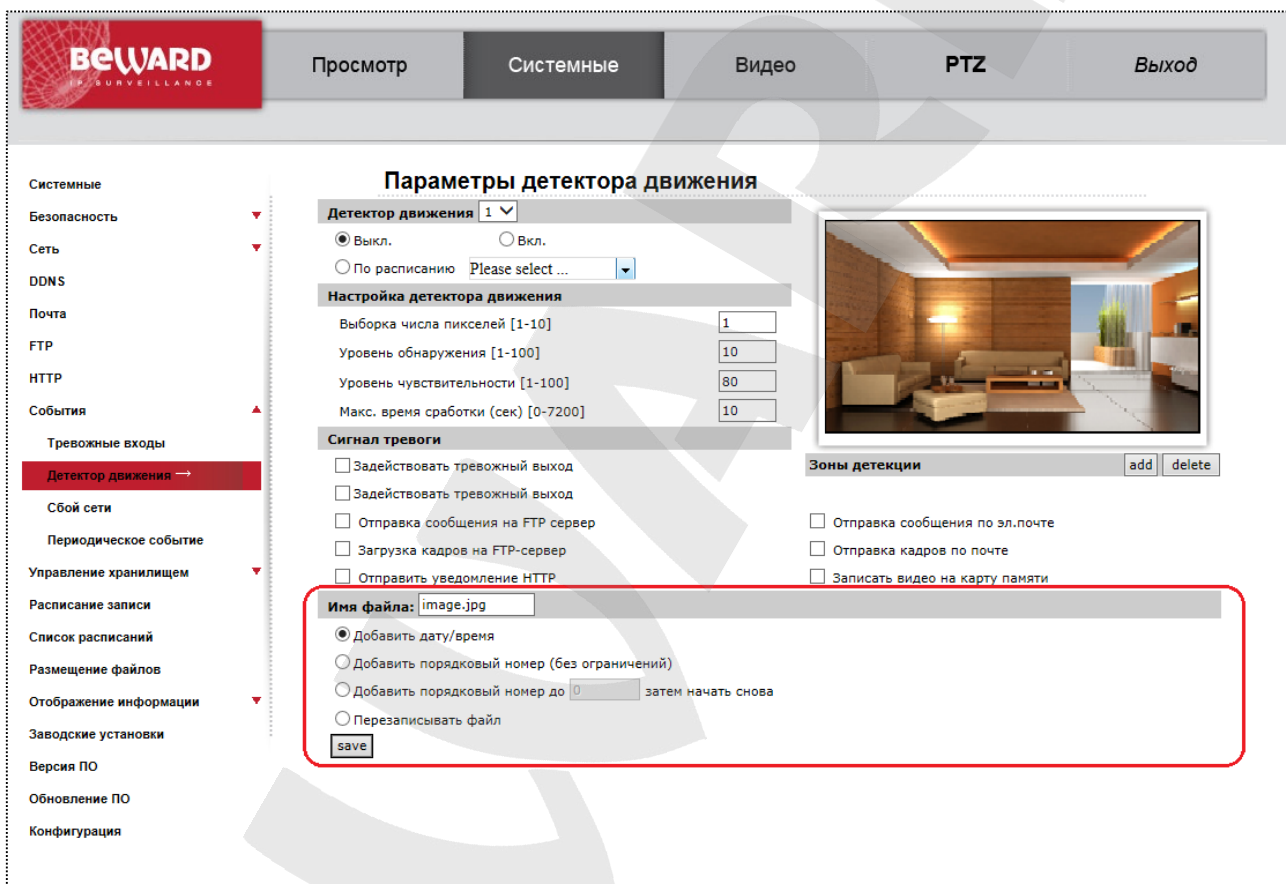 BEWARD
IP SURVEILLANCE
Просмотр Системные Видео PTZ Выход
Системные
Безопасность
Сеть
DDNS
Почта
FTP
HTTP
События
Тревожные входы
Детектор движения →
Сбой сети
Периодическое событие
Управление хранилищем
Расписание записи
Список расписаний
Размещение файлов
Отображение информации
Заводские установки
Версия ПО
Обновление ПО
Конфигурация
Параметры детектора движения
Детектор движения 1
Выкл. Вкл.
По расписанию Please select ...
Настройка детектора движения
Выборка числа пикселей [1-10] 1
Уровень обнаружения [1-100] 10
Уровень чувствительности [1-100] 80
Макс. время сработки (сек) [0-7200] 10
Сигнал тревоги
Зоны детекции add delete
Задействовать тревожный выход
Задействовать тревожный выход
Отправка сообщения на FTP сервер Отправка сообщения по эл.почте
Загрузка кадров на FTP-сервер Отправка кадров по почте
Отправить уведомление HTTP Записать видео на карту памяти
Имя файла: image.jpg
Добавить дату/время
Добавить порядковый номер (без ограничений)
Добавить порядковый номер до 0 затем начать снова
Перезаписывать файл
save